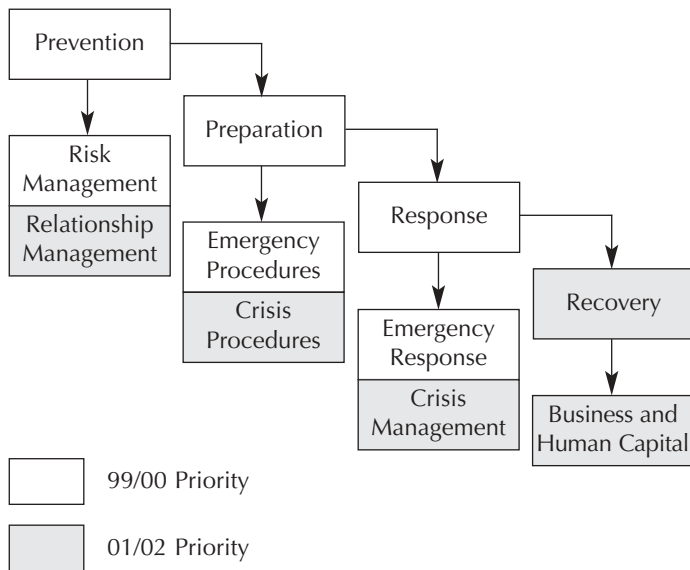 Prevention
Risk
Management
Relationship
Management
Preparation
Emergency
Procedures
Crisis
Procedures
Response
Emergency
Response
Crisis
Management
Recovery
Business and
Human Capital
99/00 Priority
01/02 Priority